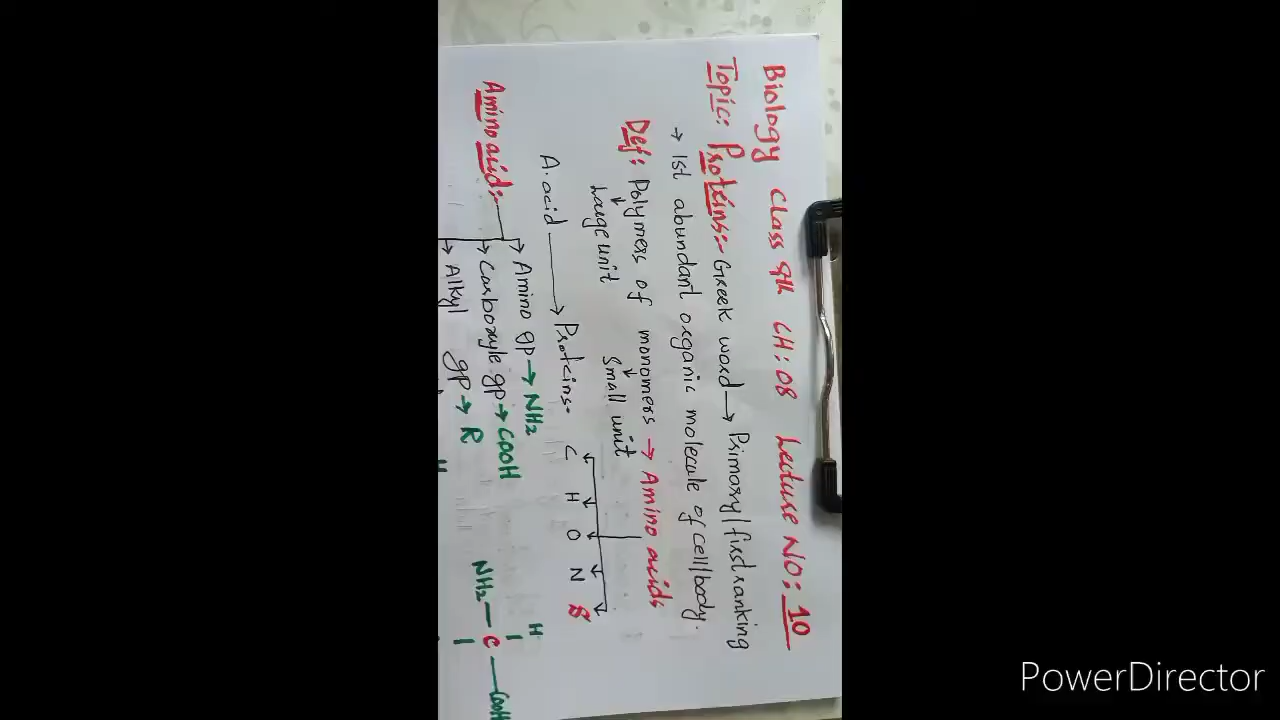 Biology Class 9th CH: 08 Lecture NO: 10
Topic: Proteins:- Greek word → Primary/first ranking
→ 1st abundant organic molecule of cell/body.
Def: Polymers of monomers → Amino acids
Large unit small unit
A. acid → Proteins.
C H O N S
Amino acid:-
→ Amino gp → NH2
→ Carboxyle gp → COOH
→ Alkyl gp → R
H
H
NH2 — C — COOH
PowerDirector